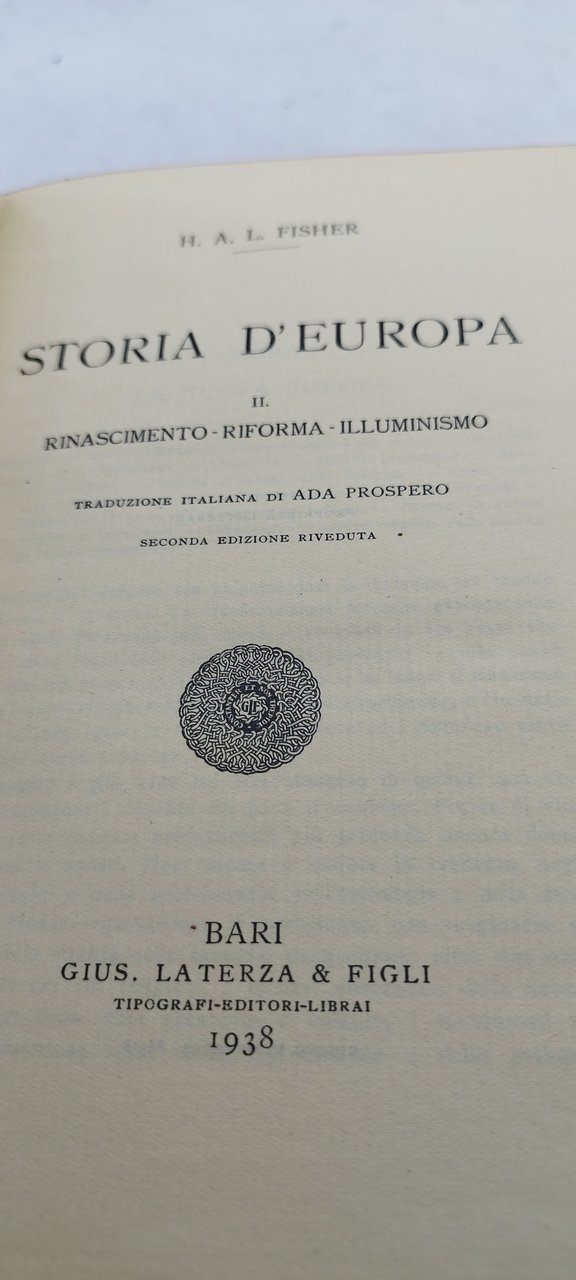 H. A. L. FISHER
STORIA D'EUROPA
II.
RINASCIMENTO - RIFORMA - ILLUMINISMO
TRADUZIONE ITALIANA DI ADA PROSPERO
SECONDA EDIZIONE RIVEDUTA
BARI
GIUS. LATERZA & FIGLI
TIPOGRAFI-EDITORI-LIBRAI
1938